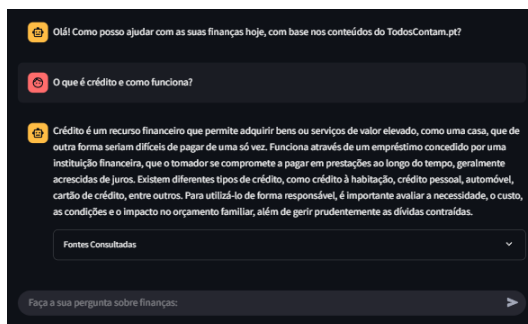 Olá! Como posso ajudar com as suas finanças hoje, com base nos conteúdos do TodosContam.pt?
O que é crédito e como funciona?
Crédito é um recurso financeiro que permite adquirir bens ou serviços de valor elevado, como uma casa, que de
outra forma seriam difíceis de pagar de uma só vez. Funciona através de um empréstimo concedido por uma
instituição financeira, que o tomador se compromete a pagar em prestações ao longo do tempo, geralmente
acrescidas de juros. Existem diferentes tipos de crédito, como crédito à habitação, crédito pessoal, automóvel,
cartão de crédito, entre outros. Para utilizá-lo de forma responsável, é importante avaliar a necessidade, o custo,
as condições e o impacto no orçamento familiar, além de gerir prudentemente as dívidas contraídas.
Fontes Consultadas
Faça a sua pergunta sobre finanças: